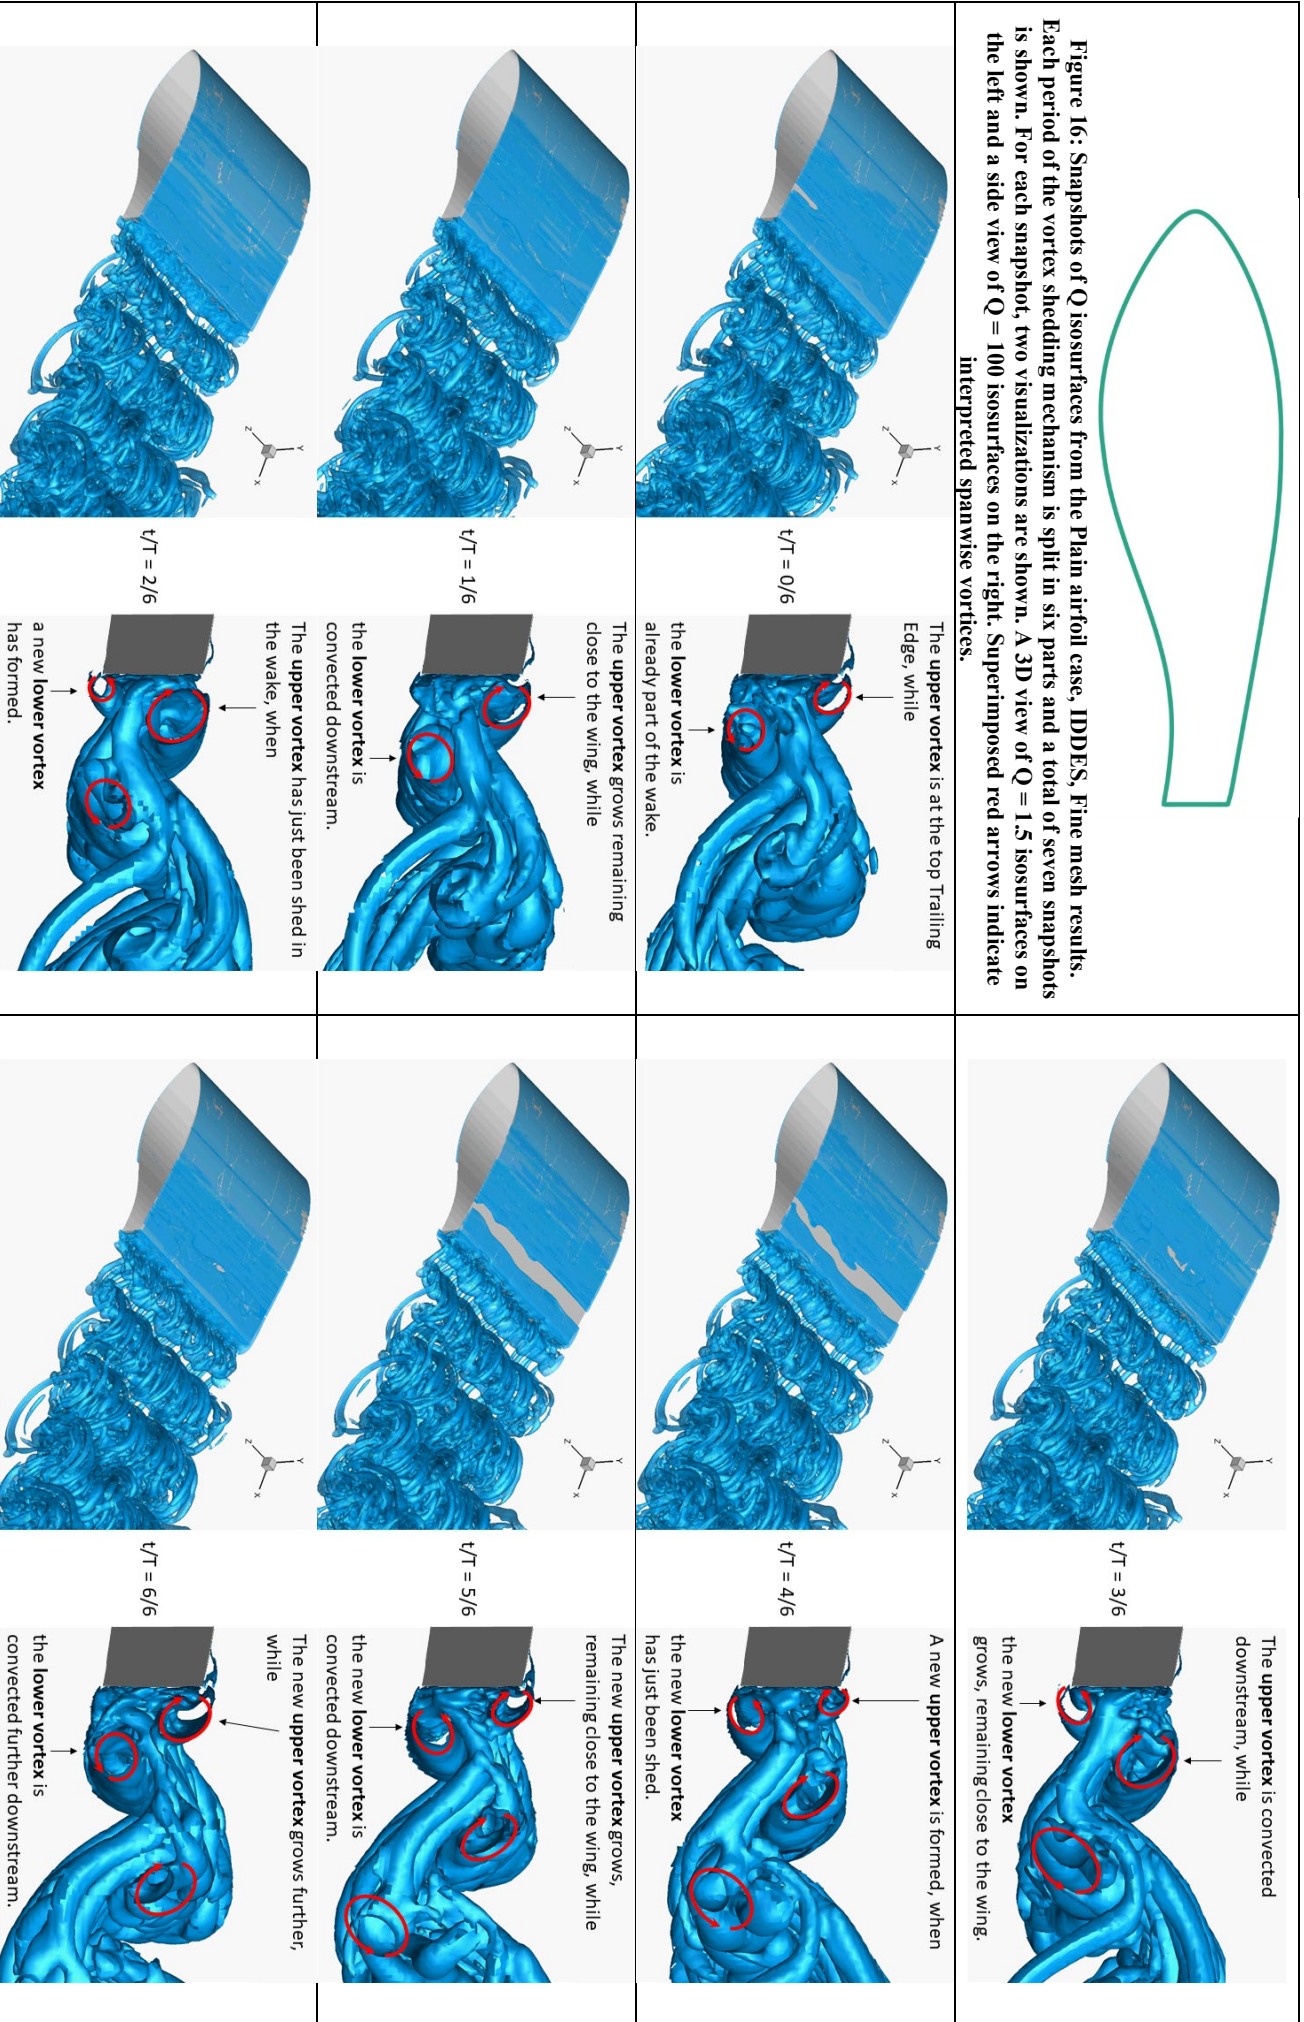 Figure 16: Snapshots of Q isosurfaces from the Plain airfoil case, IDDES, Fine mesh results.
Each period of the vortex shedding mechanism is split in six parts and a total of seven snapshots
is shown. For each snapshot, two visualizations are shown. A 3D view of Q = 1.5 isosurfaces on
the left and a side view of Q = 100 isosurfaces on the right. Superimposed red arrows indicate
interpreted spanwise vortices.
Y
Z
X
t/T = 0/6
The upper vortex is at the top Trailing
Edge, while
the lower vortex is
already part of the wake.
Y
Z
X
t/T = 1/6
The upper vortex grows remaining
close to the wing, while
the lower vortex is
convected downstream.
Y
Z
X
t/T = 2/6
The upper vortex has just been shed in
the wake, when
a new lower vortex
has formed.
Y
Z
X
t/T = 3/6
The upper vortex is convected
downstream, while
the new lower vortex
grows, remaining close to the wing.
Y
Z
X
t/T = 4/6
A new upper vortex is formed, when
the new lower vortex
has just been shed.
Y
Z
X
t/T = 5/6
The new upper vortex grows,
remaining close to the wing, while
the new lower vortex is
convected downstream.
Y
Z
X
t/T = 6/6
The new upper vortex grows further,
while
the lower vortex is
convected further downstream.